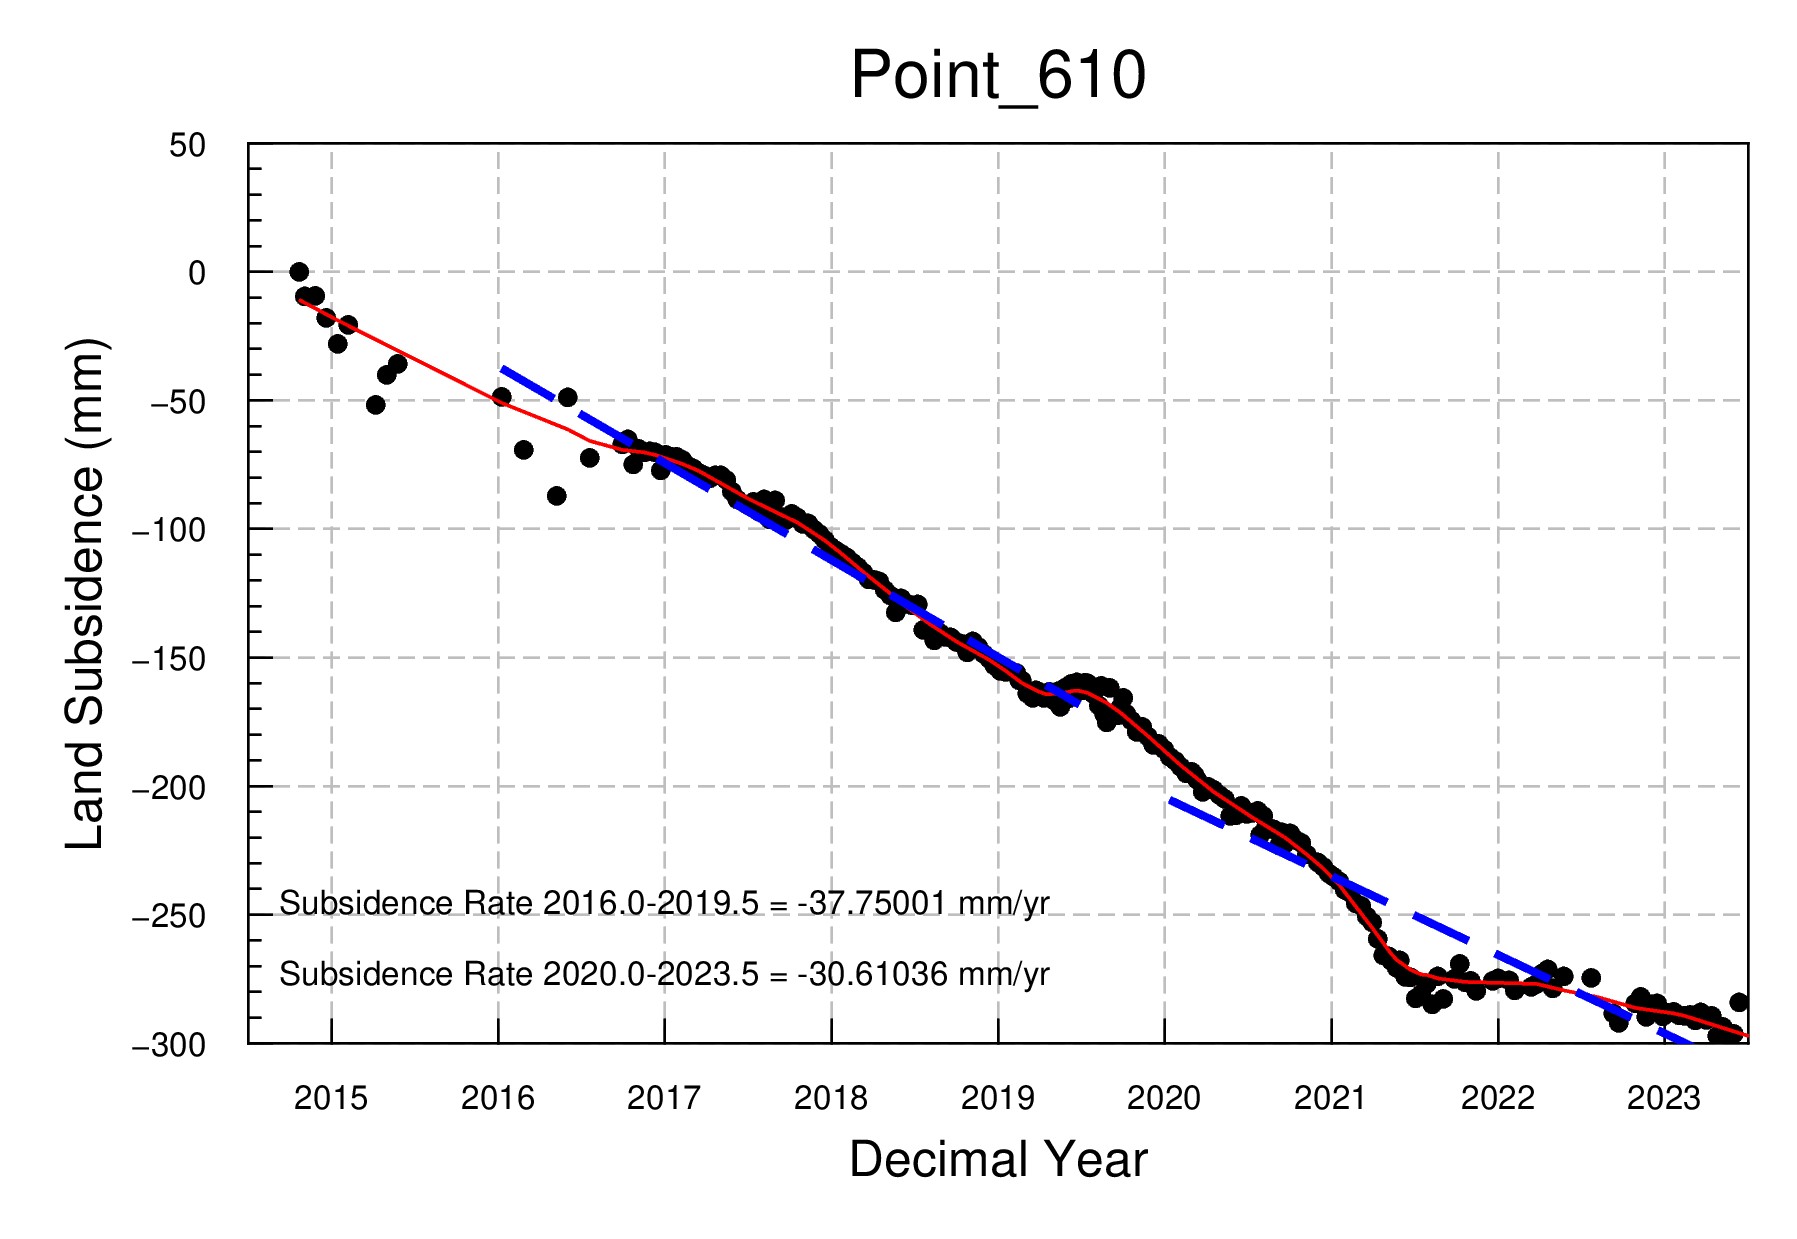 Point_610
50
0
−50
−100
−150
−200
−250
−300
Land Subsidence (mm)
Subsidence Rate 2016.0-2019.5 = -37.75001 mm/yr
Subsidence Rate 2020.0-2023.5 = -30.61036 mm/yr
2015 2016 2017 2018 2019 2020 2021 2022 2023
Decimal Year